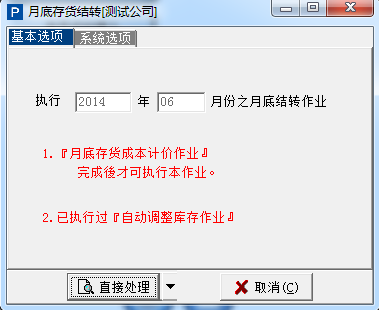 P 月底存货结转[测试公司]
基本选项 系统选项
执行 2014 年 06 月份之月底结转作业
1.『月底存货成本计价作业』
完成後才可执行本作业。
2.已执行过『自动调整库存作业』
直接处理 取消(C)